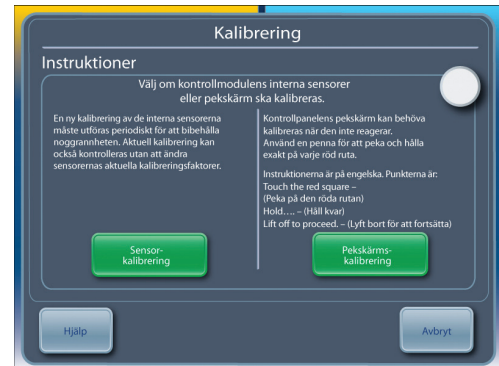 Kalibrering
Instruktioner
Välj om kontrollmodulens interna sensorer
eller pekskärm ska kalibreras.
En ny kalibrering av de interna sensorerna
måste utföras periodiskt för att bibehålla
noggrannheten. Aktuell kalibrering kan
också kontrolleras utan att ändra
sensorernas aktuella kalibreringsfaktorer.
Kontrollpanelens pekskärm kan behöva
kalibreras när den inte reagerar.
Använd en penna för att peka och hålla
exakt på varje röd ruta.
Instruktionerna är på engelska. Punkterna är:
Touch the red square –
(Peka på den röda rutan)
Hold.... – (Håll kvar)
Lift off to proceed. – (Lyft bort för att fortsätta)
Sensor-
kalibrering
Pekskärms-
kalibrering
Hjälp
Avbryt